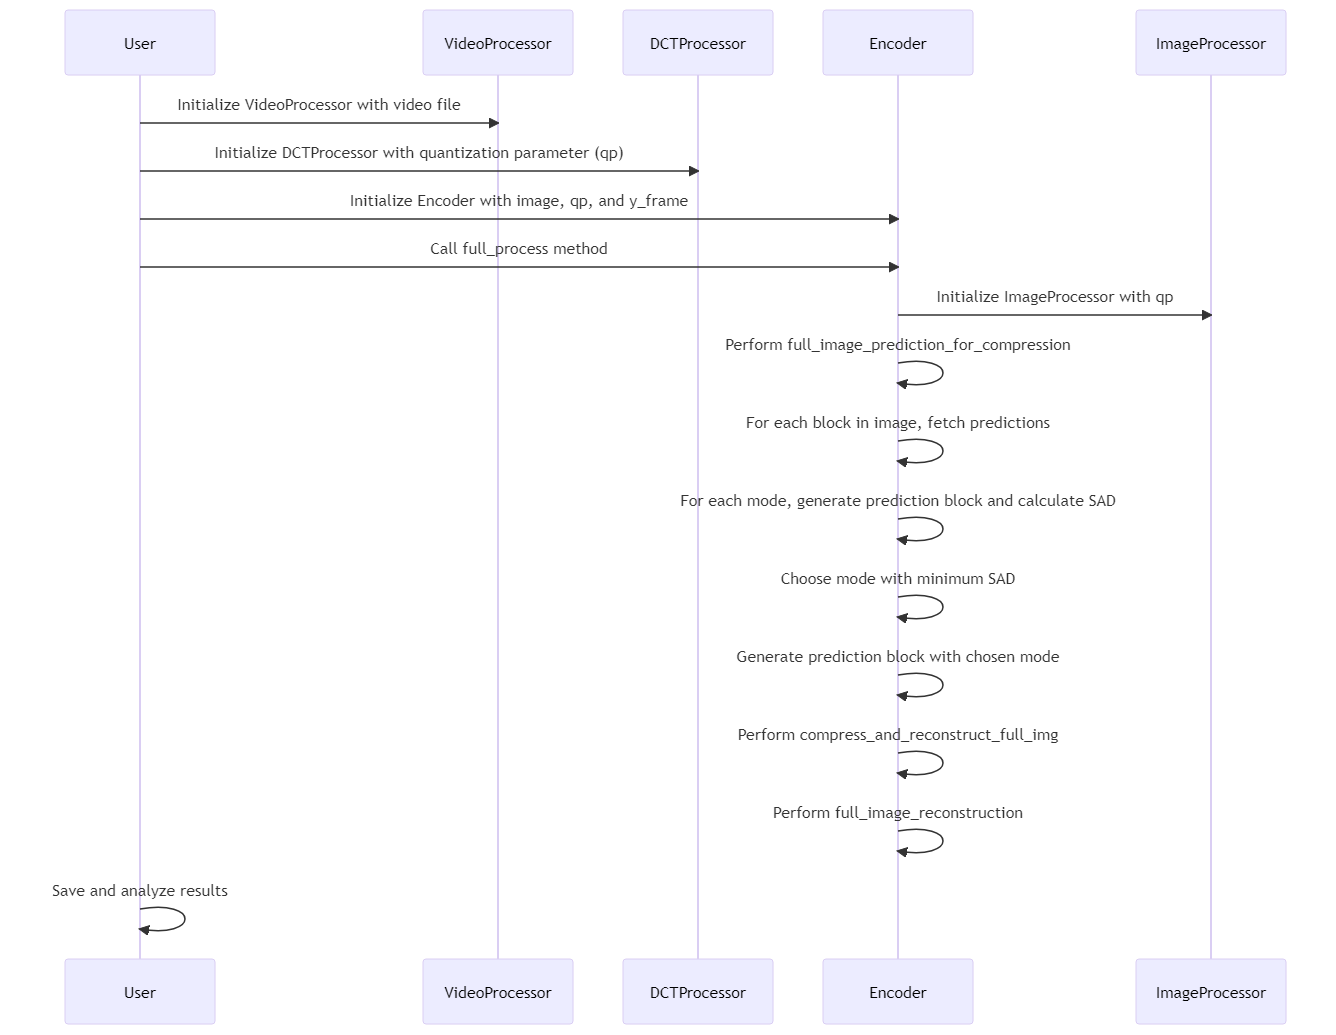 User
VideoProcessor
DCTProcessor
Encoder
ImageProcessor
Initialize VideoProcessor with video file
Initialize DCTProcessor with quantization parameter (qp)
Initialize Encoder with image, qp, and y_frame
Call full_process method
Initialize ImageProcessor with qp
Perform full_image_prediction_for_compression
For each block in image, fetch predictions
For each mode, generate prediction block and calculate SAD
Choose mode with minimum SAD
Generate prediction block with chosen mode
Perform compress_and_reconstruct_full_img
Perform full_image_reconstruction
Save and analyze results
User
VideoProcessor
DCTProcessor
Encoder
ImageProcessor